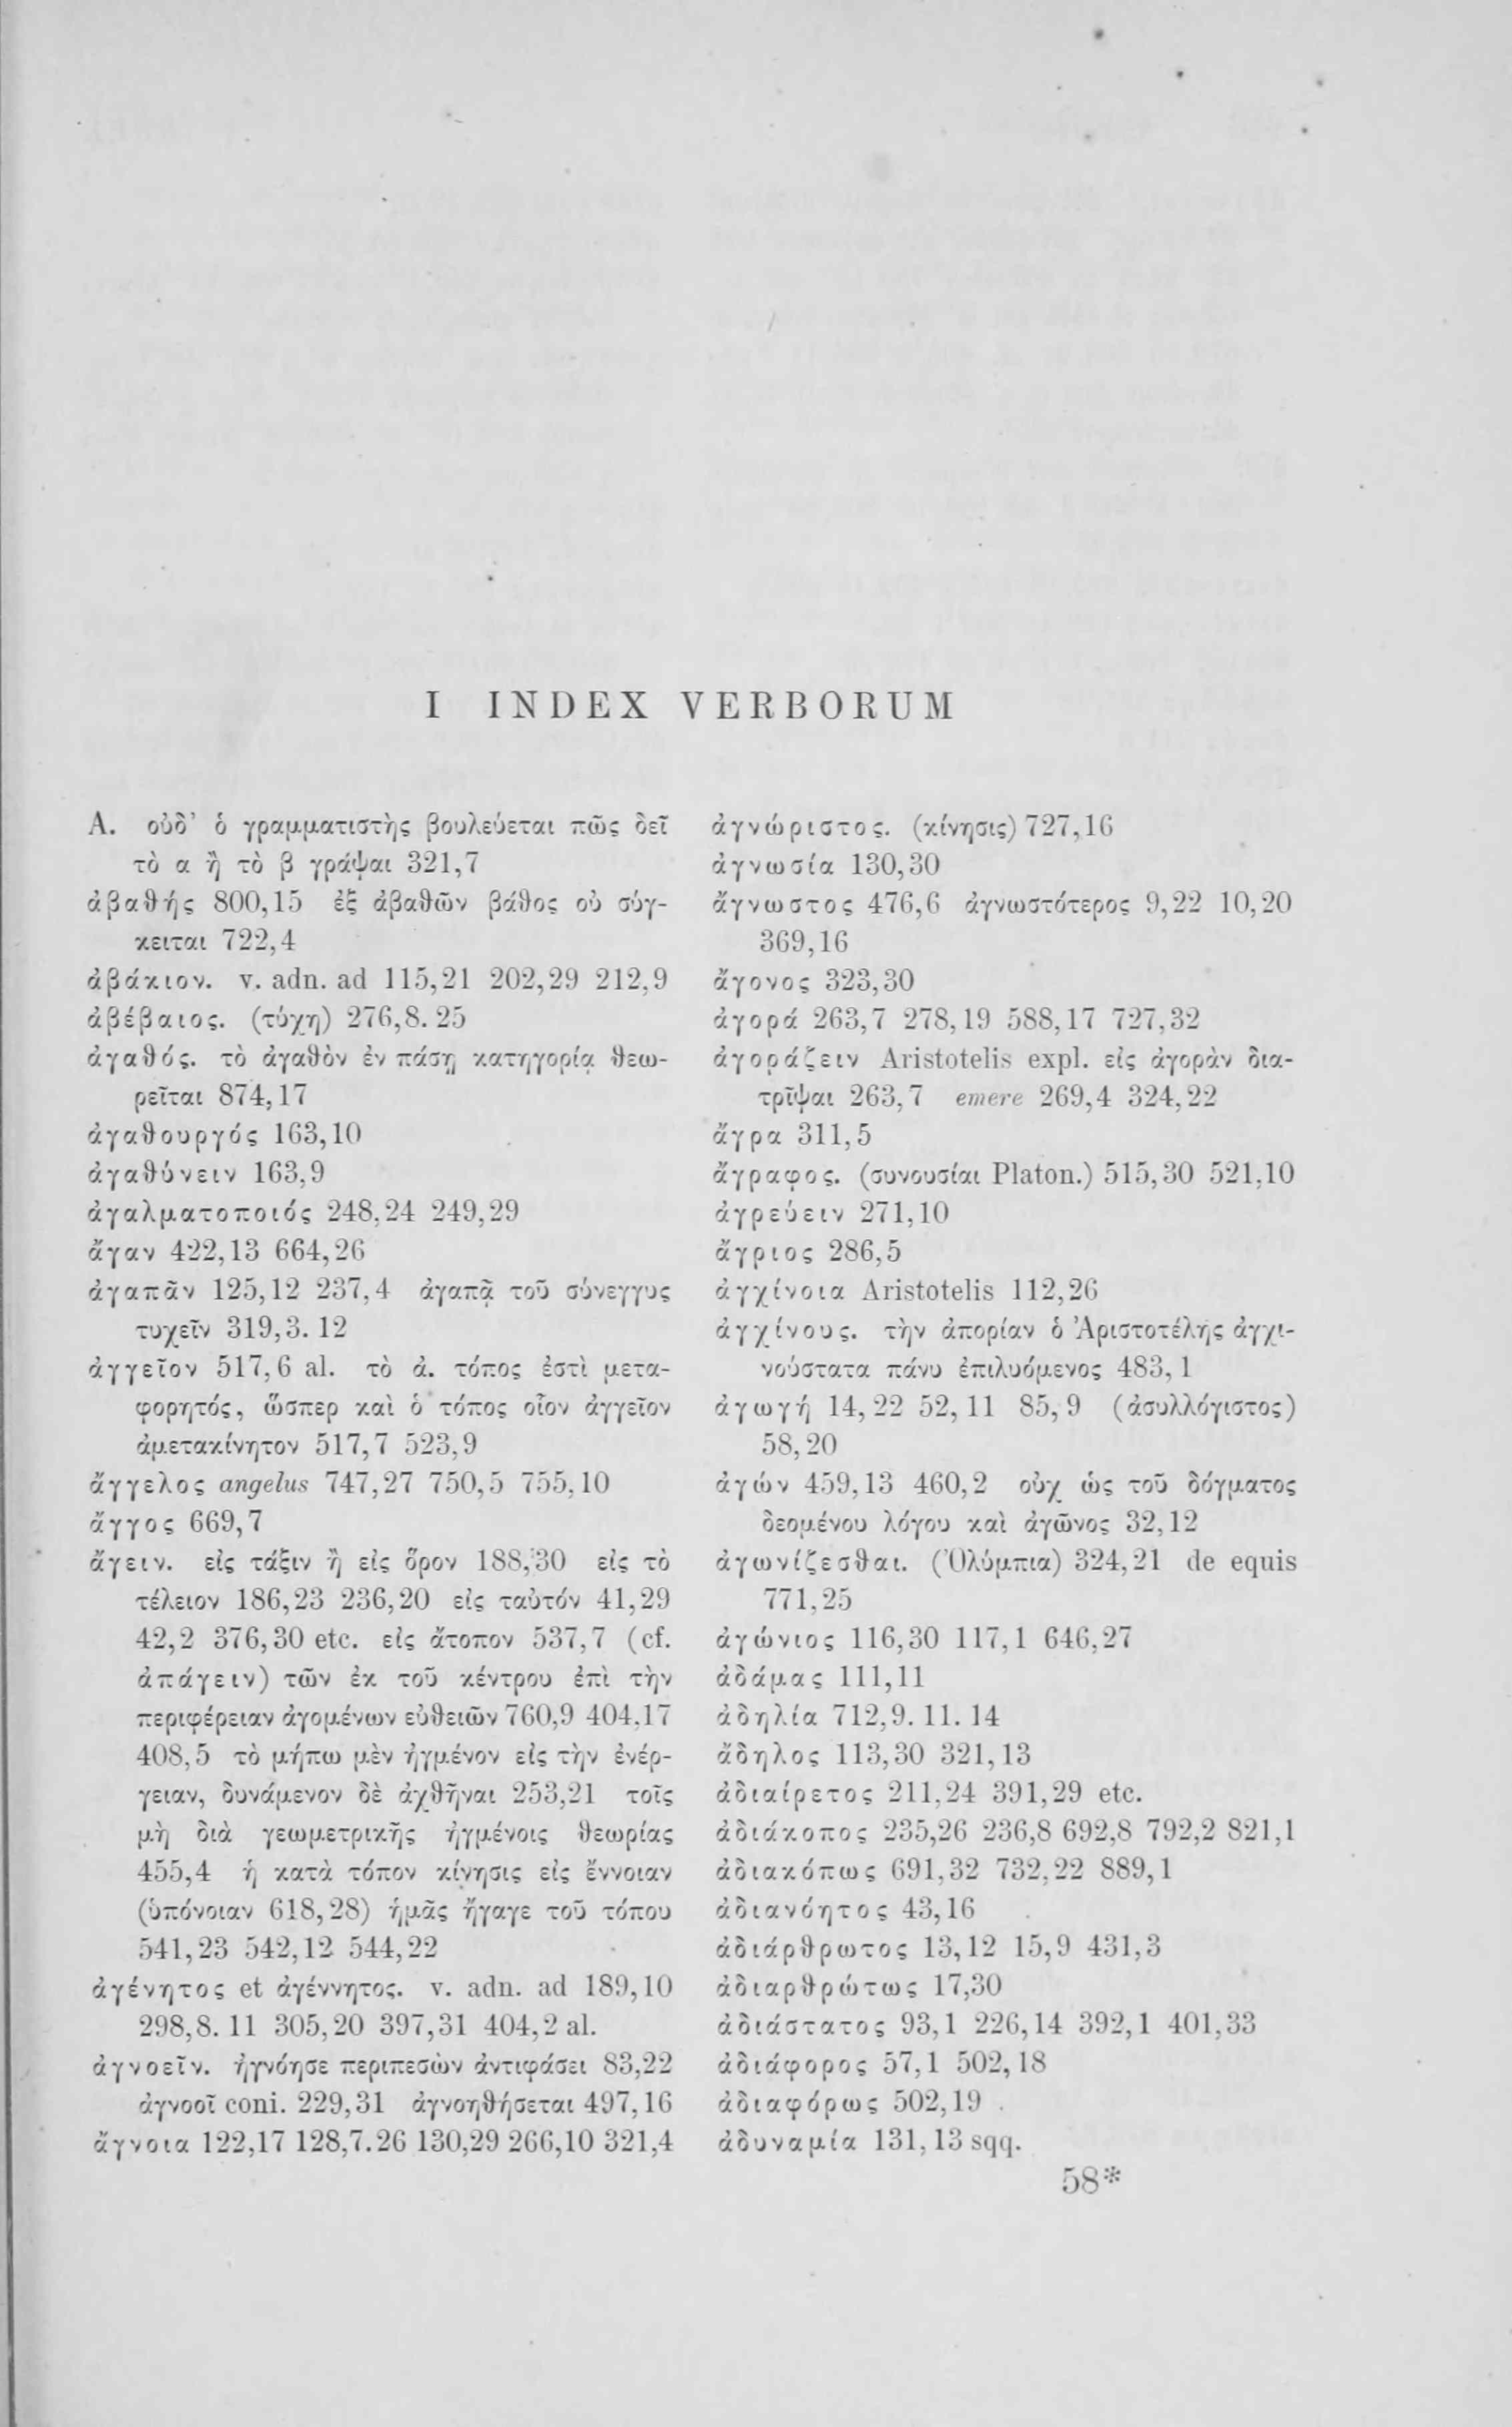 I INDEX VERBORUM
Α. οὐδ' ὁ γραμματιστὴς βουλεύεται πῶς δεῖ
τὸ α ἢ τὸ β γράψαι 321,7
ἀβαθής 800,15 ἐξ ἀβαθῶν βάθος οὐ σύγ-
κειται 722,4
ἀβάκιον. v. adn. ad 115,21 202,29 212,9
ἀβέβαιος. (τύχη) 276,8. 25
ἀγαθός. τὸ ἀγαθὸν ἐν πάσῃ κατηγορίᾳ θεω-
ρεῖται 874,17
ἀγαθουργός 163,10
ἀγαθύνειν 163,9
ἀγαλματοποιός 248,24 249,29
ἄγαν 422,13 664,26
ἀγαπᾶν 125,12 237,4 ἀγαπᾷ τοῦ σύνεγγυς
τυχεῖν 319,3. 12
ἀγγεῖον 517,6 al. τὸ ἀ. τόπος ἐστὶ μετα-
φορητός, ὥσπερ καὶ ὁ τόπος οἷον ἀγγεῖον
ἀμετακίνητον 517,7 523,9
ἄγγελος angelus 747,27 750,5 755,10
ἄγγος 669,7
ἄγειν. εἰς τάξιν ἢ εἰς ὅρον 188,30 εἰς τὸ
τέλειον 186,23 236,20 εἰς ταὐτόν 41,29
42,2 376,30 etc. εἰς ἄτοπον 537,7 (cf.
ἀπάγειν) τῶν ἐκ τοῦ κέντρου ἐπὶ τὴν
περιφέρειαν ἀγομένων εὐθειῶν 760,9 404,17
408,5 τὸ μήπω μὲν ἠγμένον εἰς τὴν ἐνέρ-
γειαν, δυνάμενον δὲ ἀχθῆναι 253,21 τοῖς
μὴ διὰ γεωμετρικῆς ἠγμένοις θεωρίας
455,4 ἡ κατὰ τόπον κίνησις εἰς ἔννοιαν
(ὑπόνοιαν 618,28) ἡμᾶς ἤγαγε τοῦ τόπου
541,23 542,12 544,22
ἀγένητος et ἀγέννητος. v. adn. ad 189,10
298,8. 11 305,20 397,31 404,2 al.
ἀγνοεῖν. ἠγνόησε περιπεσὼν ἀντιφάσει 83,22
ἀγνοοῖ coni. 229,31 ἀγνοηθήσεται 497,16
ἄγνοια 122,17 128,7. 26 130,29 266,10 321,4
ἀγνώριστος. (κίνησις) 727,16
ἀγνωσία 130,30
ἄγνωστος 476,6 ἀγνωστότερος 9,22 10,20
369,16
ἄγονος 323,30
ἀγορά 263,7 278,19 588,17 727,32
ἀγοράζειν Aristotelis expl. εἰς ἀγορὰν δια-
τρῖψαι 263,7 emere 269,4 324,22
ἄγρα 311,5
ἄγραφος. (συνουσίαι Platon.) 515,30 521,10
ἀγρεύειν 271,10
ἄγριος 286,5
ἀγχίνοια Aristotelis 112,26
ἀγχίνους. τὴν ἀπορίαν ὁ Ἀριστοτέλης ἀγχι-
νούστατα πάνυ ἐπιλυόμενος 483,1
ἀγωγή 14,22 52,11 85,9 (ἀσυλλόγιστος)
58,20
ἀγών 459,13 460,2 οὐχ ὡς τοῦ δόγματος
δεομένου λόγου καὶ ἀγῶνος 32,12
ἀγωνίζεσθαι. (Ὀλύμπια) 324,21 de equis
771,25
ἀγώνιος 116,30 117,1 646,27
ἀδάμας 111,11
ἀδηλία 712,9. 11. 14
ἄδηλος 113,30 321,13
ἀδιαίρετος 211,24 391,29 etc.
ἀδιάκοπος 235,26 236,8 692,8 792,2 821,1
ἀδιακόπως 691,32 732,22 889,1
ἀδιανόητος 43,16
ἀδιάρθρωτος 13,12 15,9 431,3
ἀδιαρθρώτως 17,30
ἀδιάστατος 93,1 226,14 392,1 401,33
ἀδιάφορος 57,1 502,18
ἀδιαφόρως 502,19
ἀδυναμία 131,13 sqq.
58*